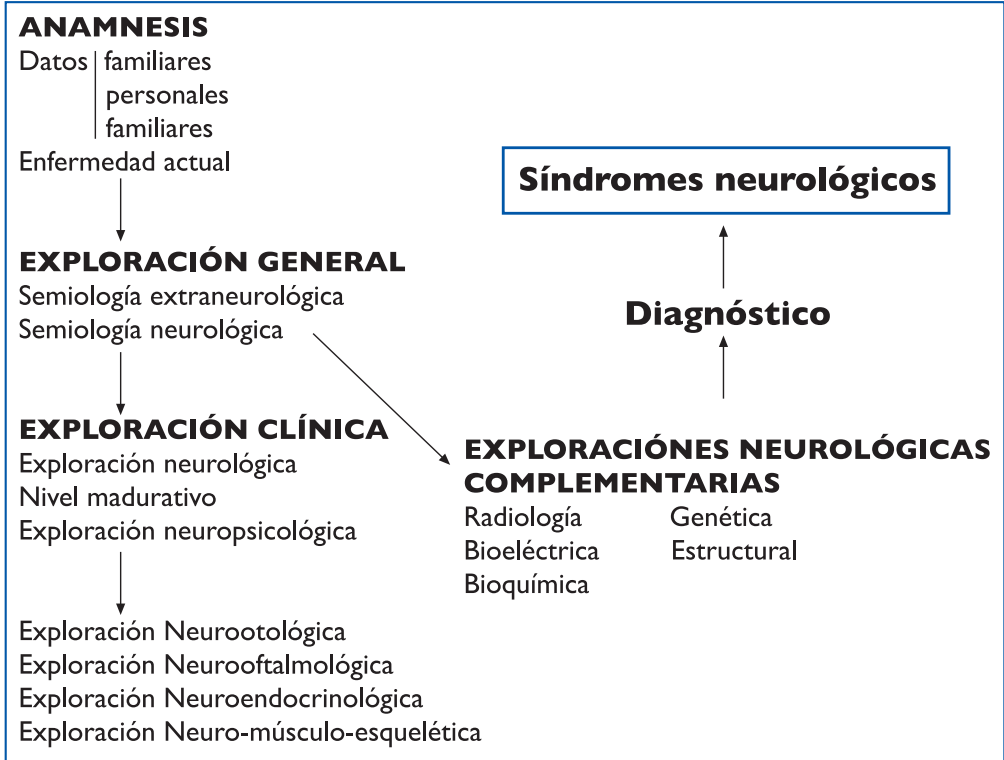 ANAMNESIS
Datos familiares
personales
familiares
Enfermedad actual
EXPLORACIÓN GENERAL
Semiología extraneurológica
Semiología neurológica
EXPLORACIÓN CLÍNICA
Exploración neurológica
Nivel madurativo
Exploración neuropsicológica
Exploración Neurootológica
Exploración Neurooftalmológica
Exploración Neuroendocrinológica
Exploración Neuro-músculo-esquelética
EXPLORACIÓNES NEUROLÓGICAS
COMPLEMENTARIAS
Radiología Genética
Bioeléctrica Estructural
Bioquímica
Diagnóstico
Síndromes neurológicos